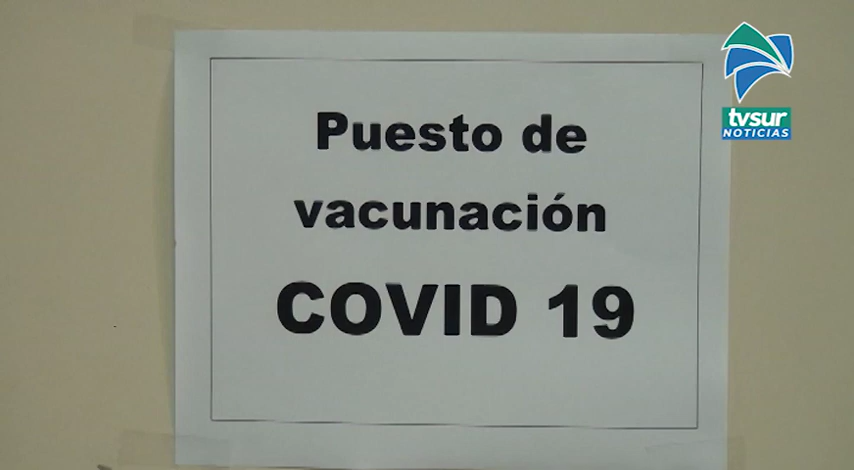 Puesto de
vacunación
COVID 19
tvsur
NOTICIAS